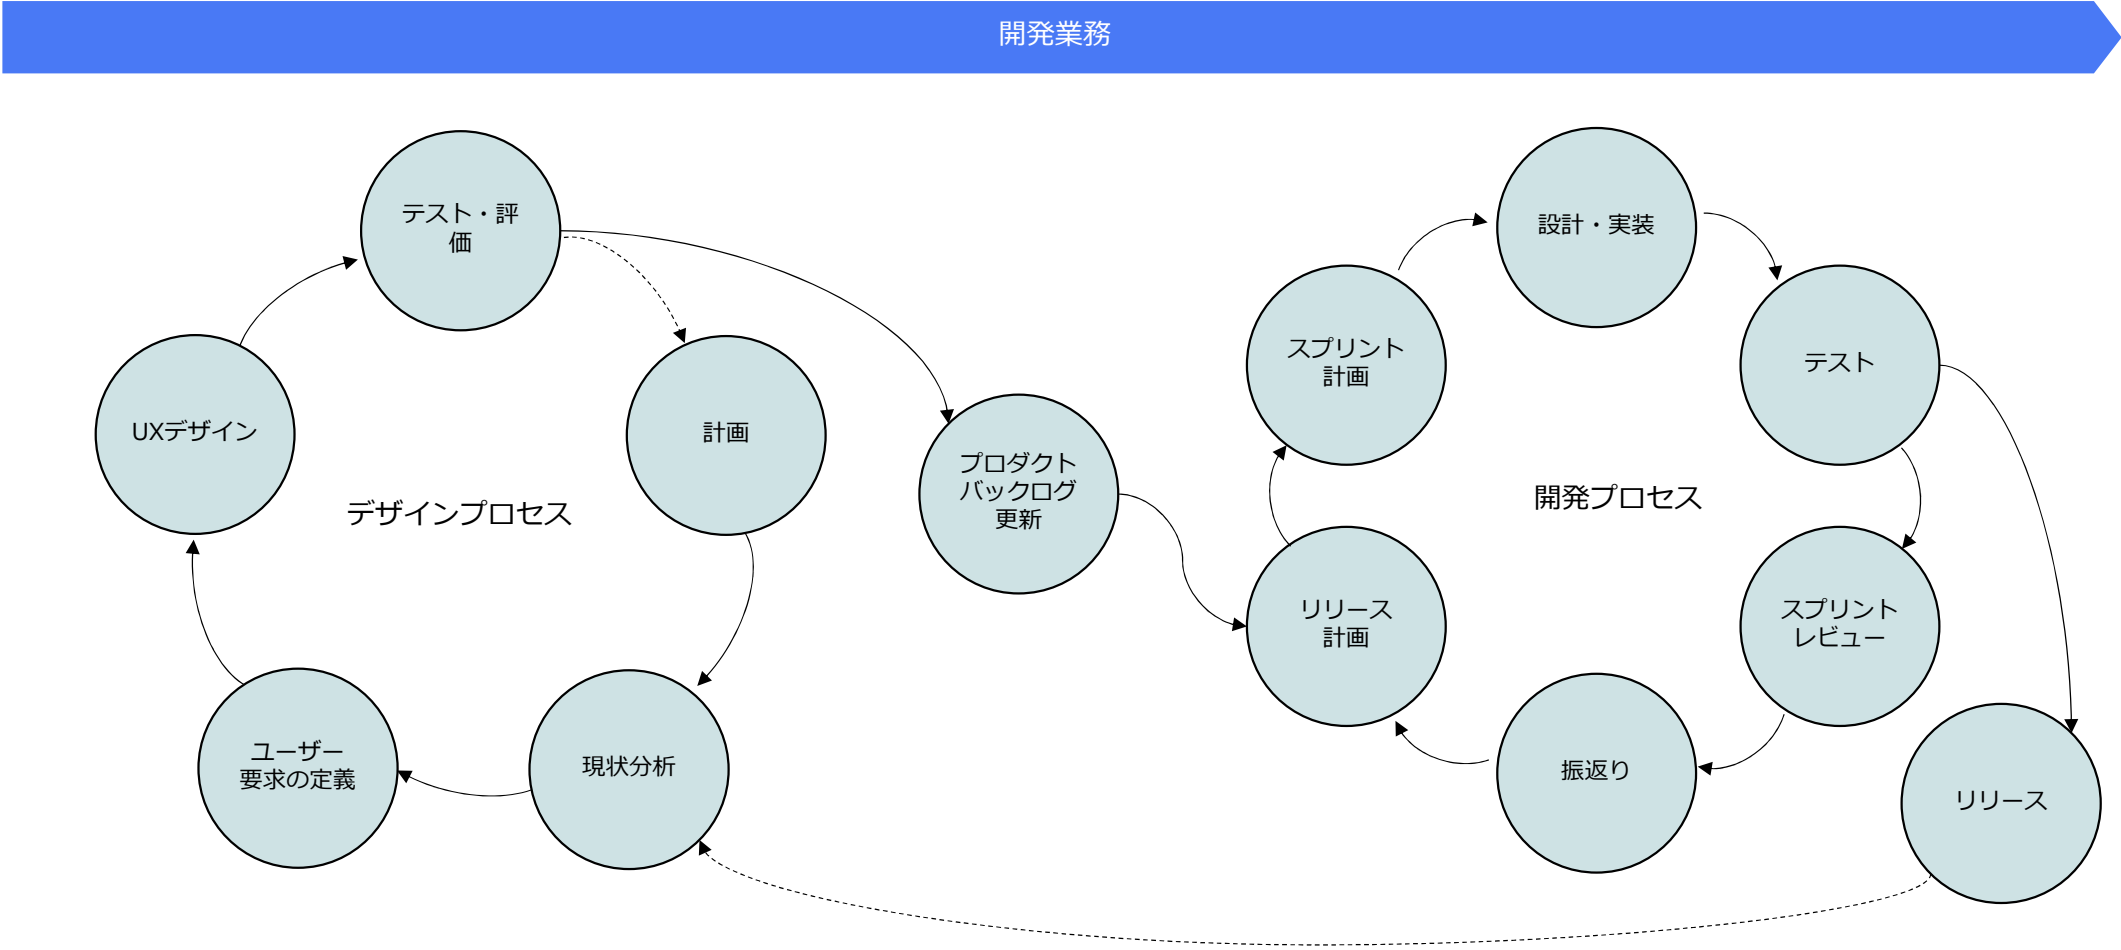 開発業務
テスト・評
価
UXデザイン
計画
デザインプロセス
ユーザー
要求の定義
現状分析
プロダクト
バックログ
更新
設計・実装
スプリント
計画
テスト
開発プロセス
リリース
計画
スプリント
レビュー
振返り
リリース